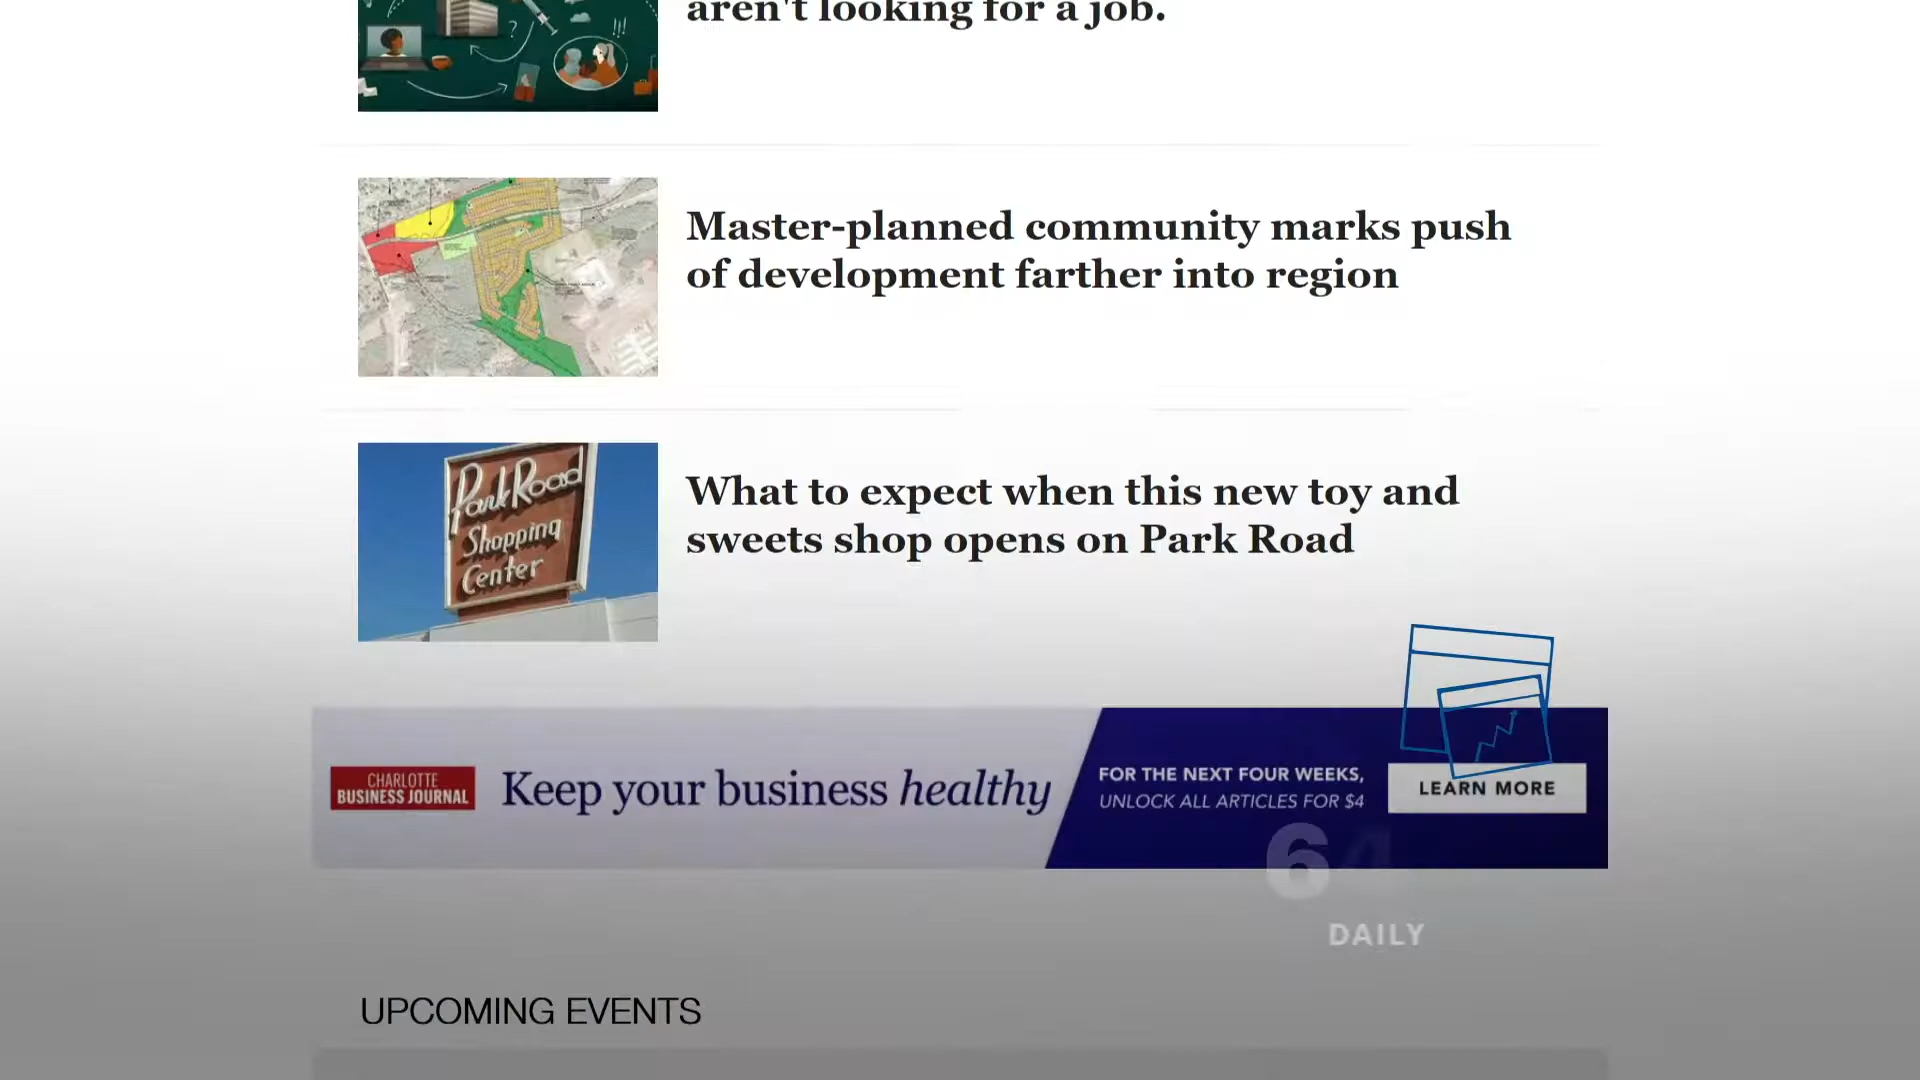 aren't looking for a job.
Master-planned community marks push
of development farther into region
Park Road
Shopping
Center
What to expect when this new toy and
sweets shop opens on Park Road
CHARLOTTE
BUSINESS JOURNAL
Keep your business healthy
FOR THE NEXT FOUR WEEKS,
UNLOCK ALL ARTICLES FOR $4
LEARN MORE
64
DAILY
UPCOMING EVENTS